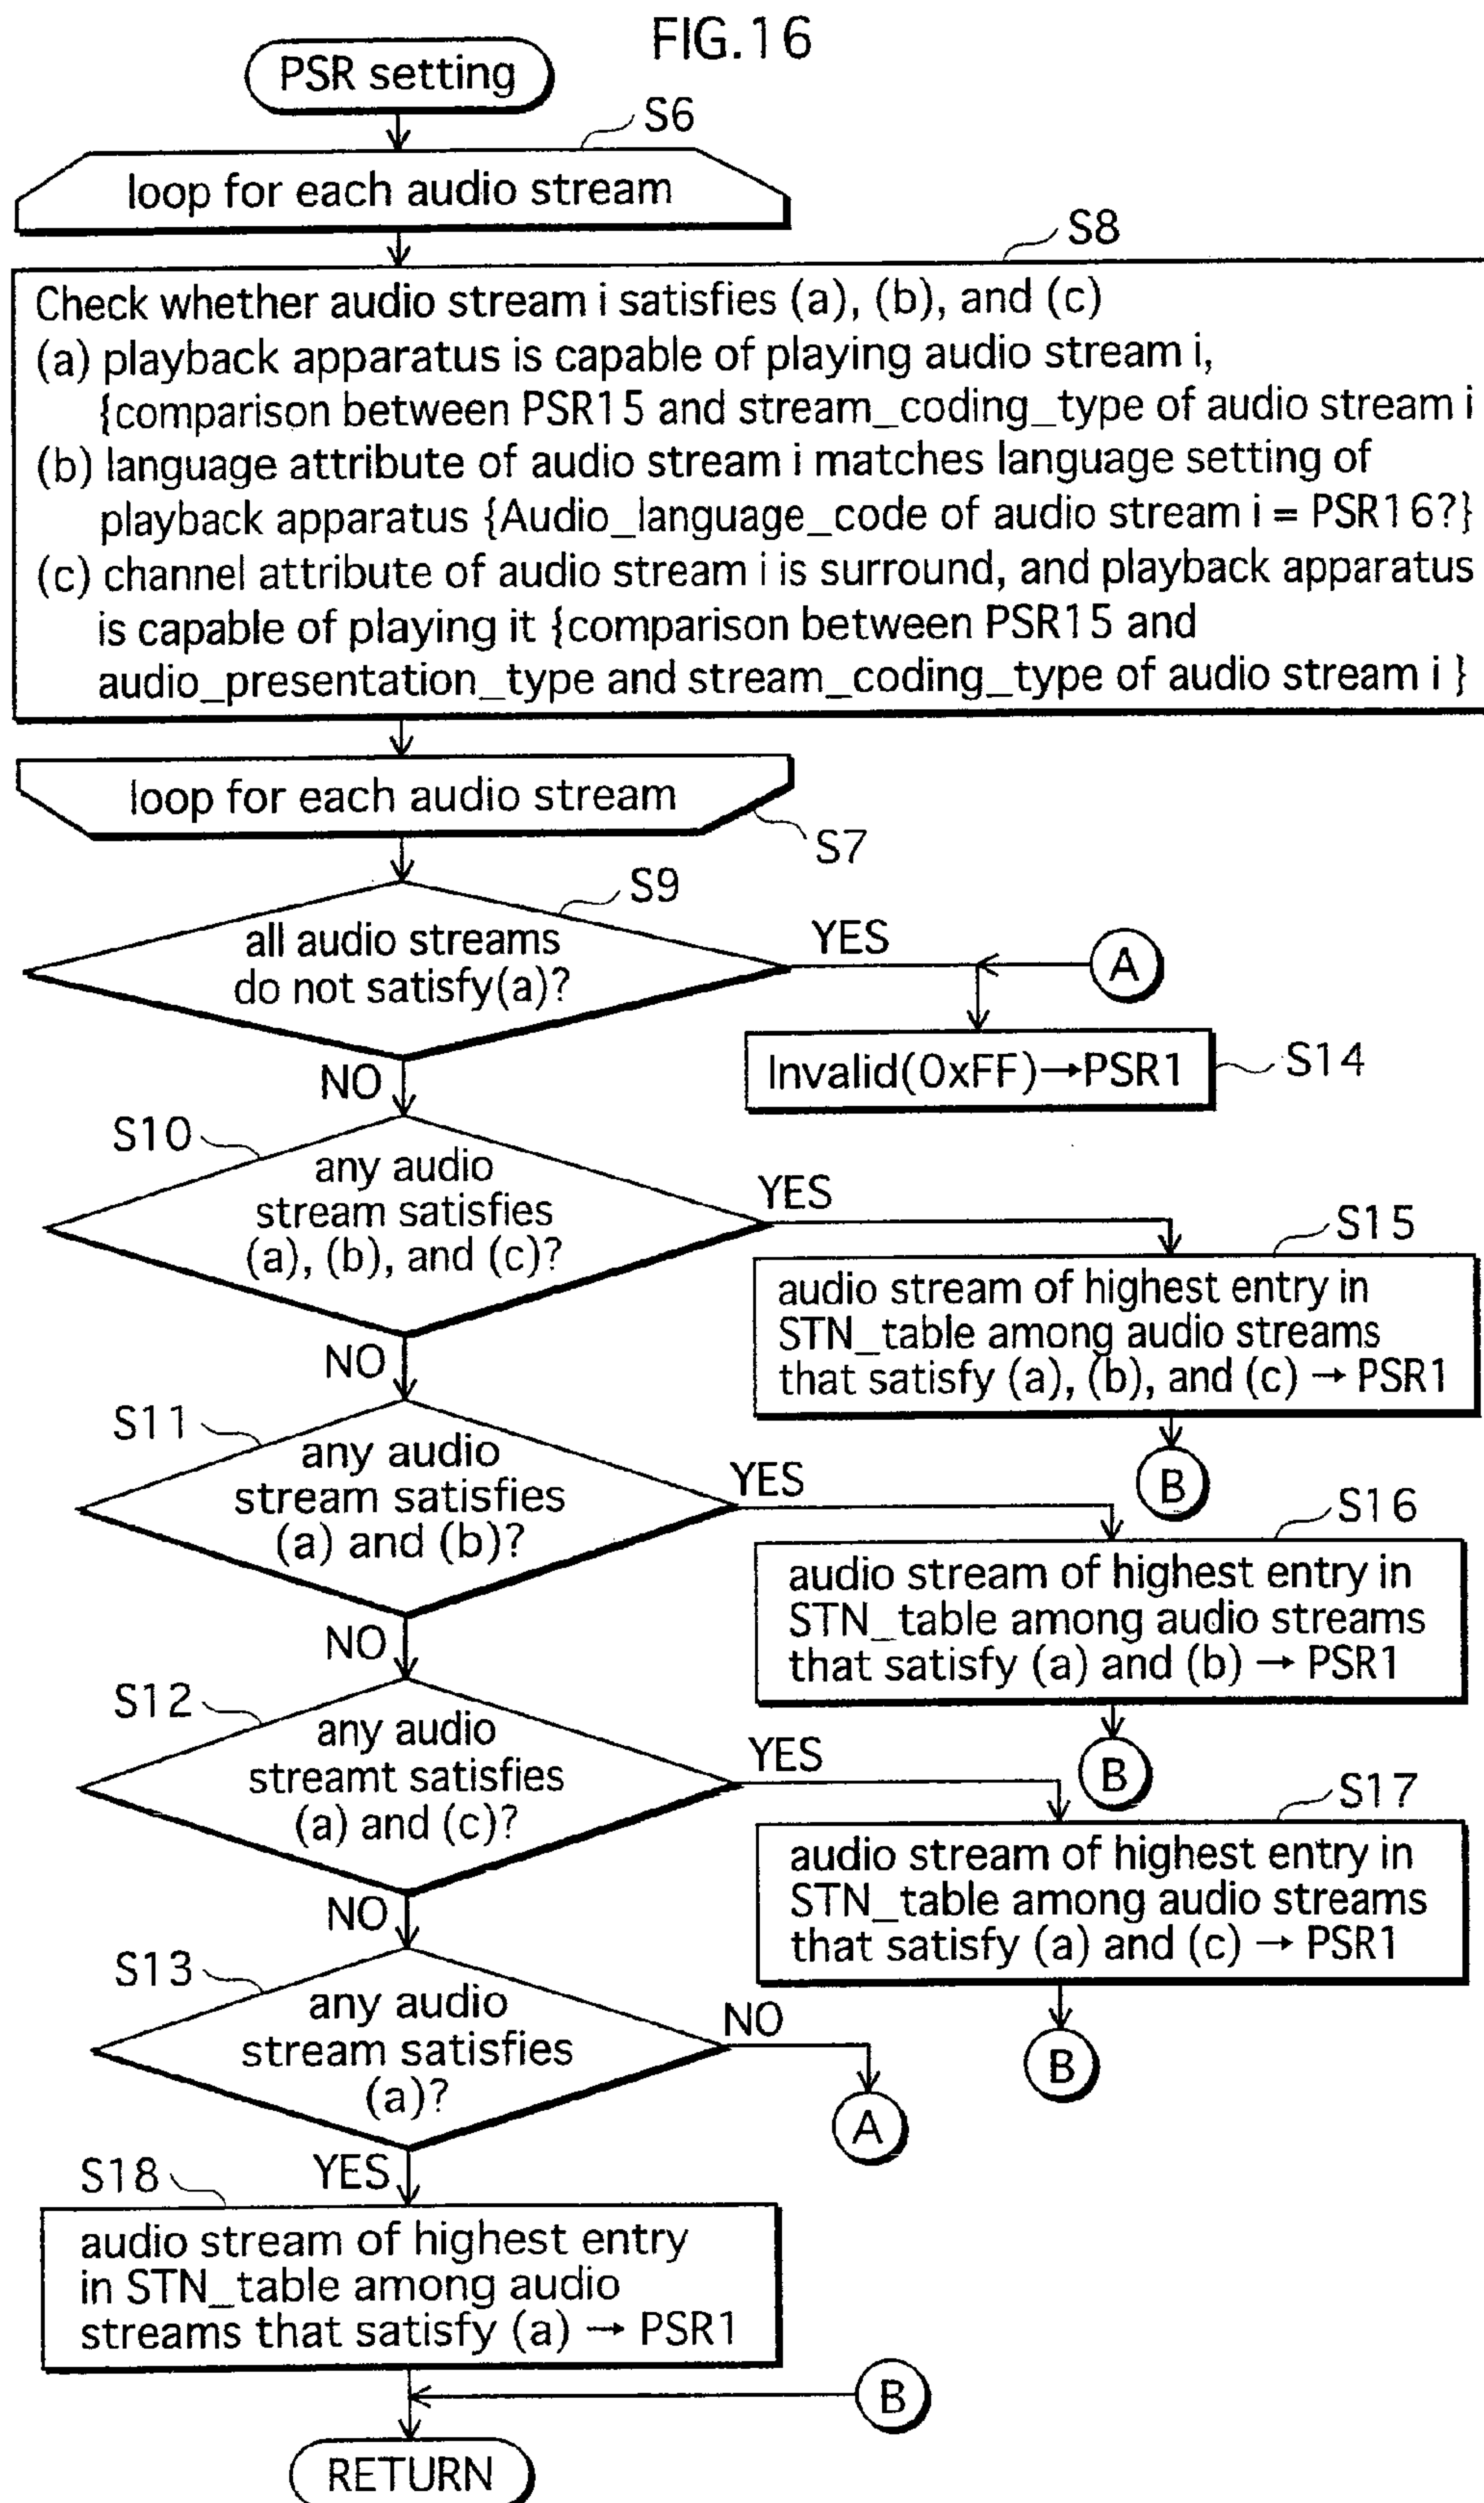 FIG.16
PSR setting
S6
loop for each audio stream
S8
Check whether audio stream i satisfies (a), (b), and (c)
(a) playback apparatus is capable of playing audio stream i,
{comparison between PSR15 and stream_coding_type of audio stream i
(b) language attribute of audio stream i matches language setting of
playback apparatus {Audio_language_code of audio stream i = PSR16?}
(c) channel attribute of audio stream i is surround, and playback apparatus
is capable of playing it {comparison between PSR15 and
audio_presentation_type and stream_coding_type of audio stream i }
loop for each audio stream
S7
S9
all audio streams
do not satisfy(a)?
YES
A
Invalid(0xFF)→PSR1
S14
NO
S10
any audio
stream satisfies
(a), (b), and (c)?
YES
S15
audio stream of highest entry in
STN_table among audio streams
that satisfy (a), (b), and (c) → PSR1
B
NO
S11
any audio
stream satisfies
(a) and (b)?
YES
S16
audio stream of highest entry in
STN_table among audio streams
that satisfy (a) and (b) → PSR1
B
NO
S12
any audio
streamt satisfies
(a) and (c)?
YES
S17
audio stream of highest entry in
STN_table among audio streams
that satisfy (a) and (c) → PSR1
B
NO
S13
any audio
stream satisfies
(a)?
NO
A
YES
S18
audio stream of highest entry
in STN_table among audio
streams that satisfy (a) → PSR1
B
RETURN